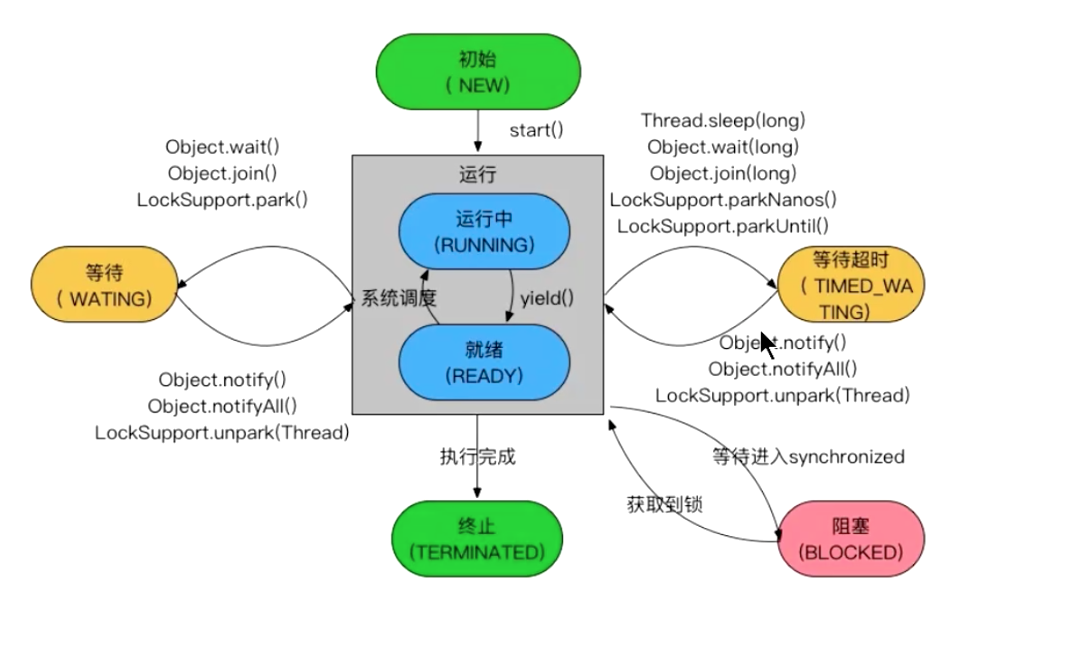 初始
( NEW)
start()
Object.wait()
Object.join()
LockSupport.park()
Thread.sleep(long)
Object.wait(long)
Object.join(long)
LockSupport.parkNanos()
LockSupport.parkUntil()
运行
运行中
(RUNNING)
系统调度
yield()
就绪
(READY)
等待
( WATING)
等待超时
( TIMED_WA
TING)
Object.notify()
Object.notifyAll()
LockSupport.unpark(Thread)
Object.notify()
Object.notifyAll()
LockSupport.unpark(Thread)
执行完成
等待进入synchronized
获取到锁
终止
(TERMINATED)
阻塞
(BLOCKED)